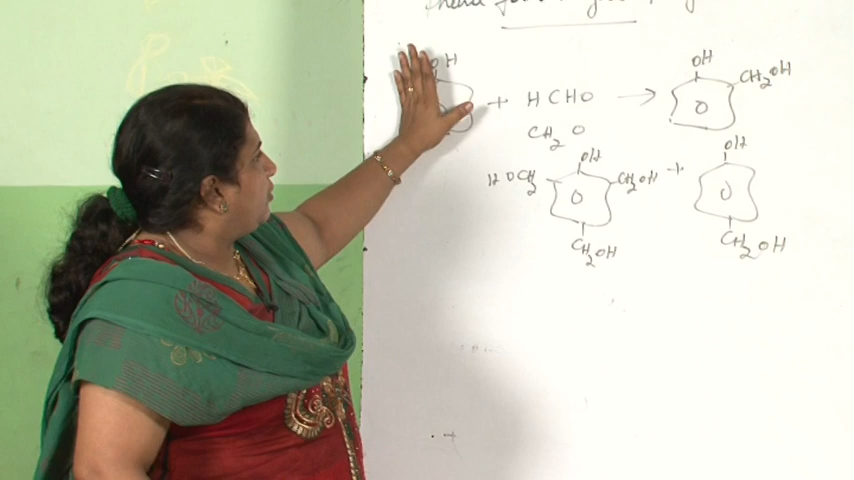 OH
+ HCHO → OH CH2OH
CH2O
HOCH2 OH CH2OH + OH
CH2OH CH2OH